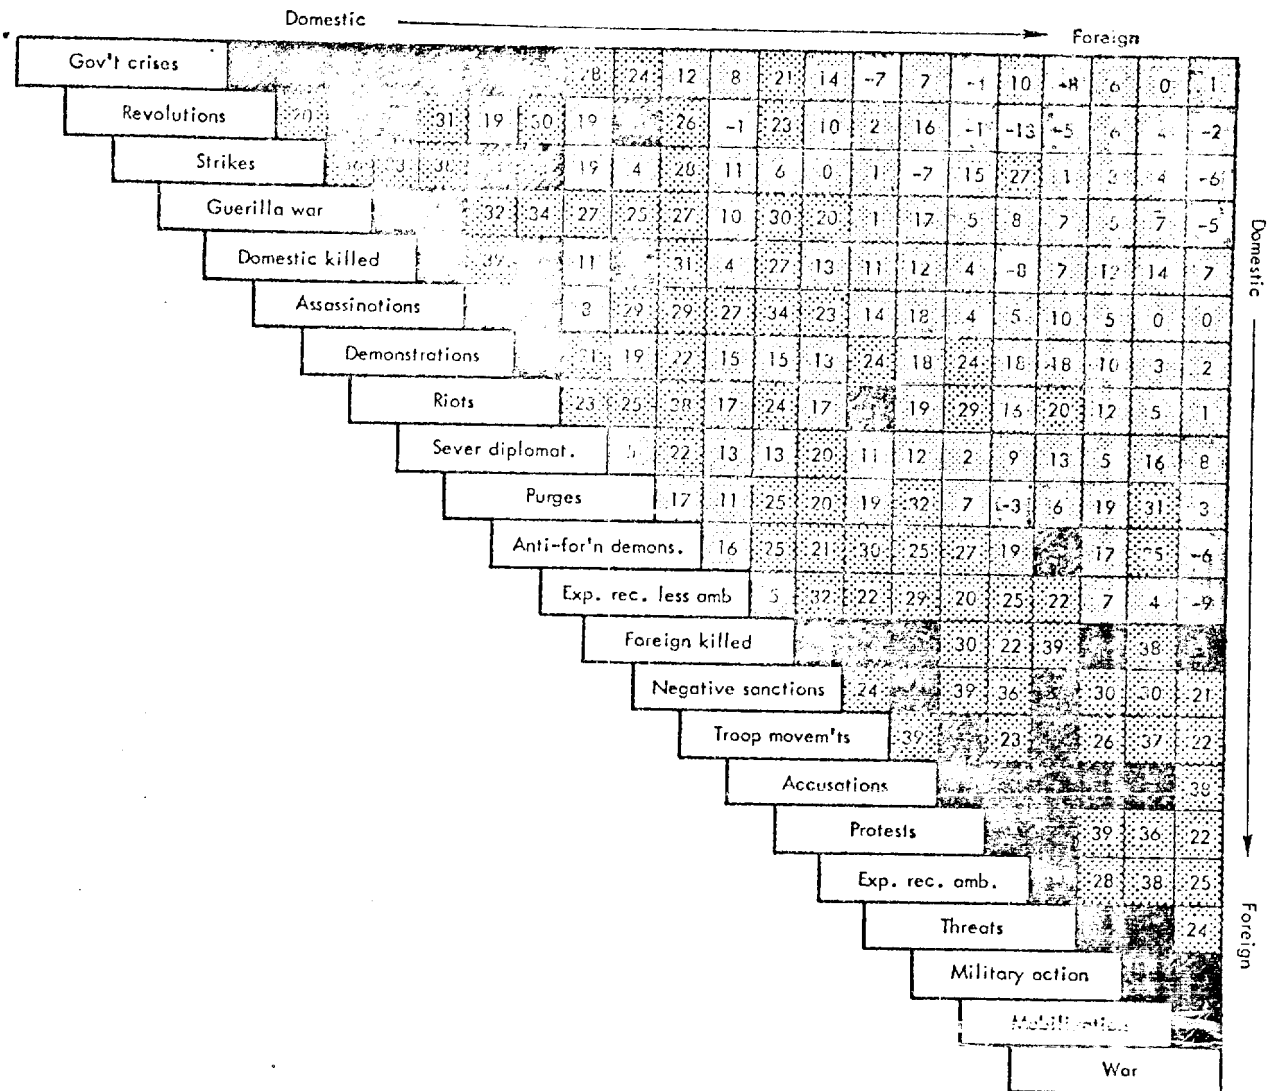 Domestic
Foreign
Gov't crises 28 24 12 8 21 14 -7 7 -1 10 6 0 1
Revolutions 20 31 19 30 19 26 -1 23 10 2 16 -1 -13 -5 6 -2
Strikes 19 4 28 11 6 0 1 -7 15 27 1 3 4 -6
Guerilla war 32 34 27 25 27 10 30 20 1 17 5 8 7 5 7 -5
Domestic killed 39 11 31 4 27 13 11 12 4 7 12 14 7
Assassinations 3 29 29 27 34 23 14 18 4 5 10 5 0 0
Demonstrations 19 22 15 15 13 24 18 24 18 18 10 3 2
Riots 23 25 38 17 24 17 19 29 16 20 12 5 1
Sever diplomat. 22 13 13 20 11 12 2 9 13 5 16 8
Purges 17 11 25 20 19 32 7 -3 6 19 31 3
Anti-for'n demons. 16 25 21 30 25 27 19 17 -6
Exp. rec. less amb 5 32 22 29 20 25 22 7 4 -9
Foreign killed 30 22 39 38
Negative sanctions 24 39 36 30 30 21
Troop movem'ts 39 23 26 37 22
Accusations 38
Protests 39 36 22
Exp. rec. amb. 28 38 25
Threats 24
Military action
Mobilization
War
Domestic
Foreign